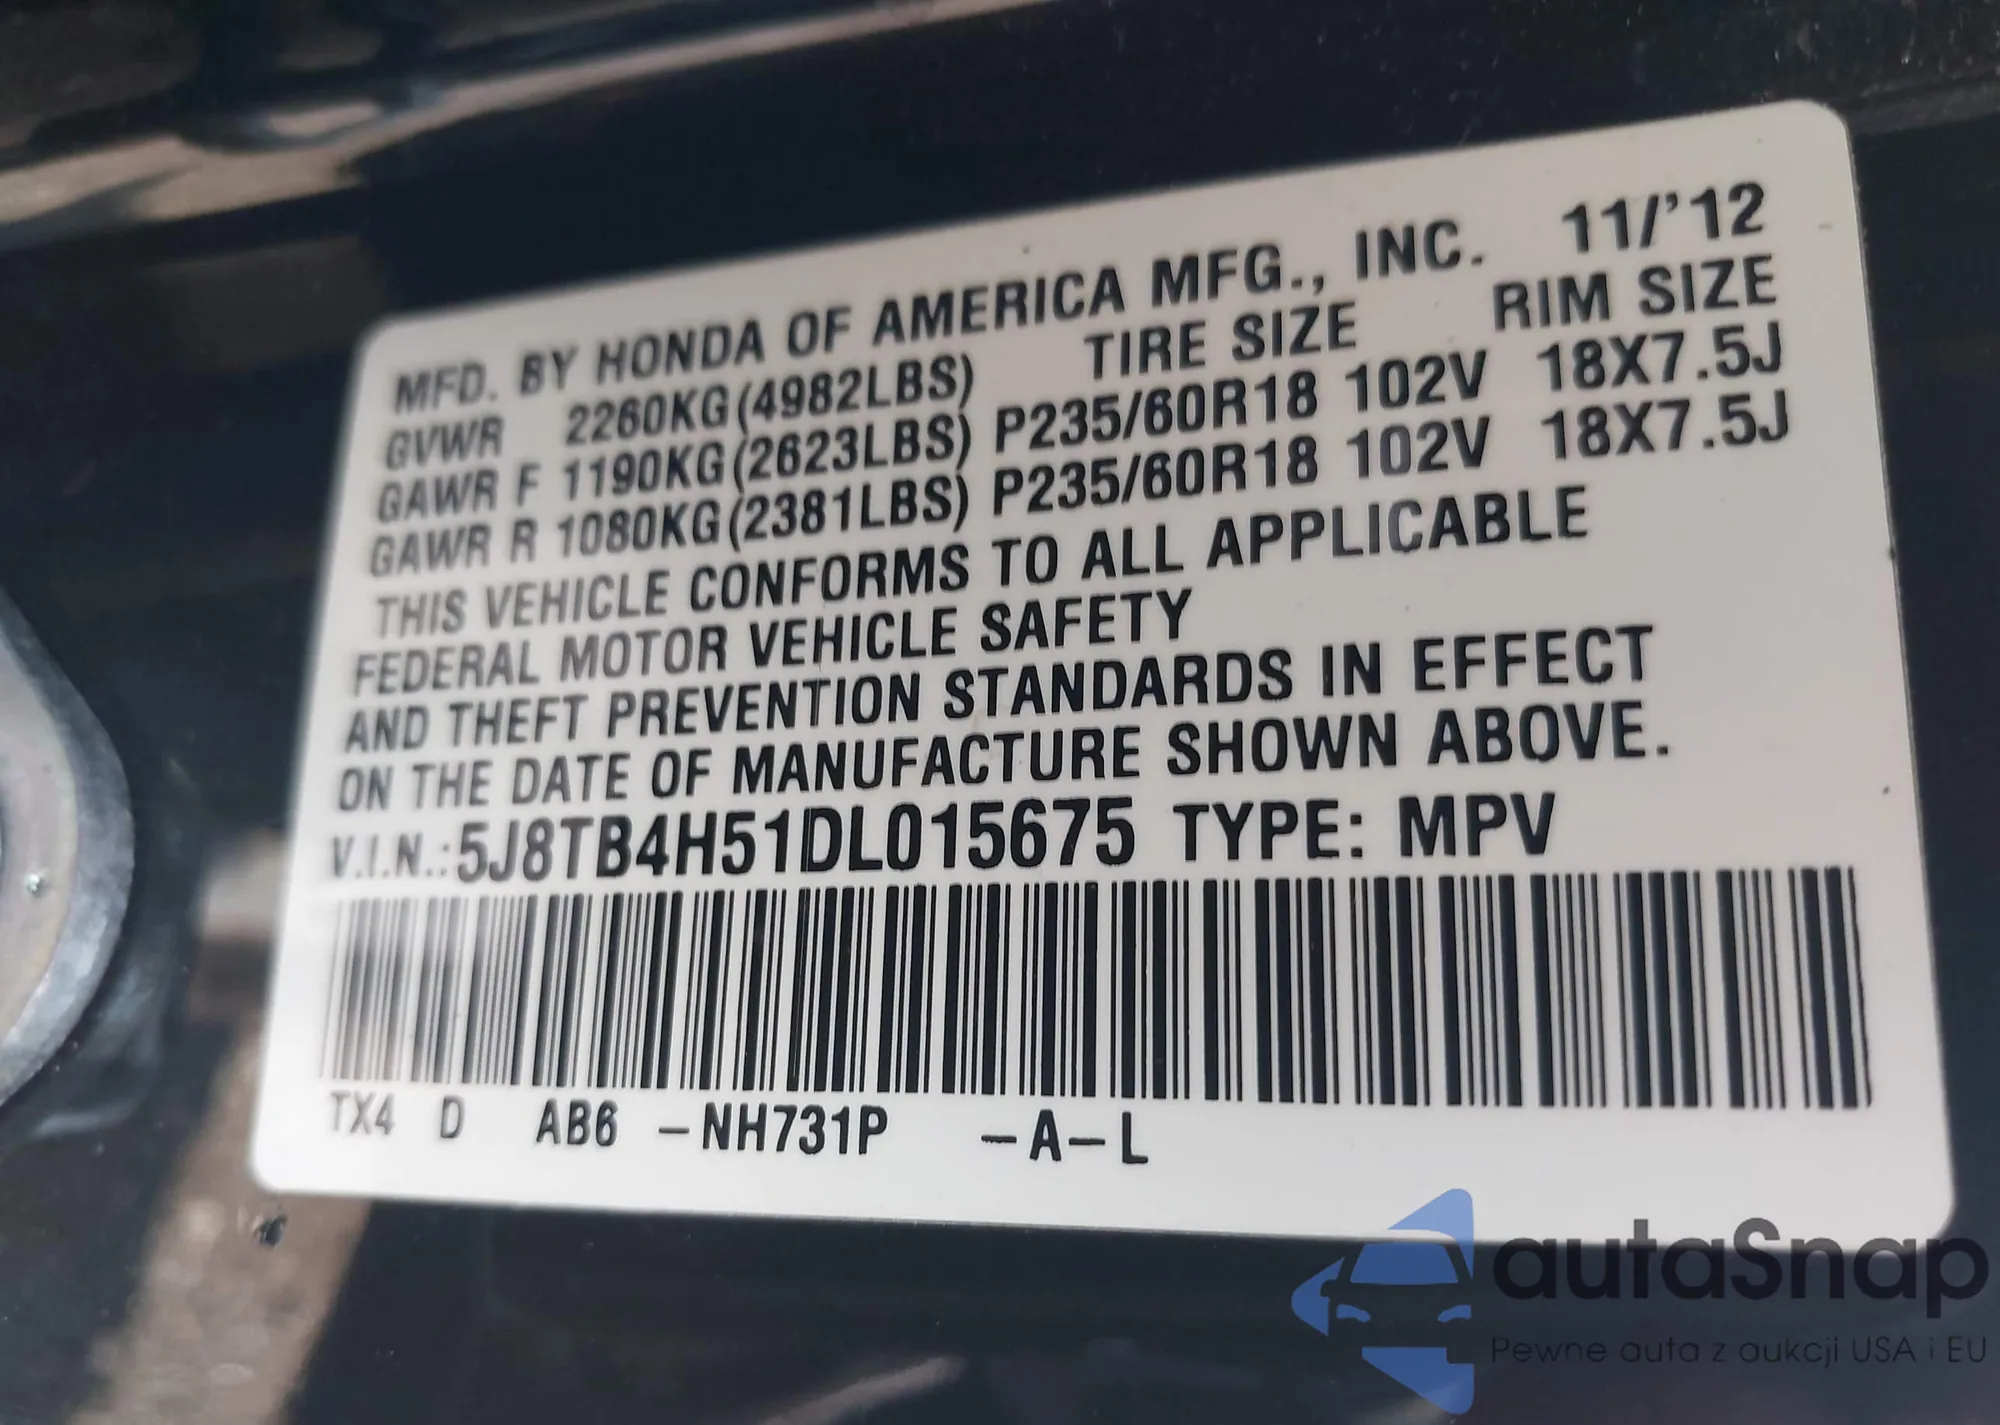 MFD. BY HONDA OF AMERICA MFG., INC. 11/'12
GVWR 2260KG(4982LBS) TIRE SIZE RIM SIZE
GAWR F 1190KG(2623LBS) P235/60R18 102V 18X7.5J
GAWR R 1080KG(2381LBS) P235/60R18 102V 18X7.5J
THIS VEHICLE CONFORMS TO ALL APPLICABLE
FEDERAL MOTOR VEHICLE SAFETY
AND THEFT PREVENTION STANDARDS IN EFFECT
ON THE DATE OF MANUFACTURE SHOWN ABOVE.
V.I.N.:5J8TB4H51DL015675 TYPE: MPV
TX4 D AB6 -NH731P -A-L
autaSnap
Pewne auta z aukcji USA i EU